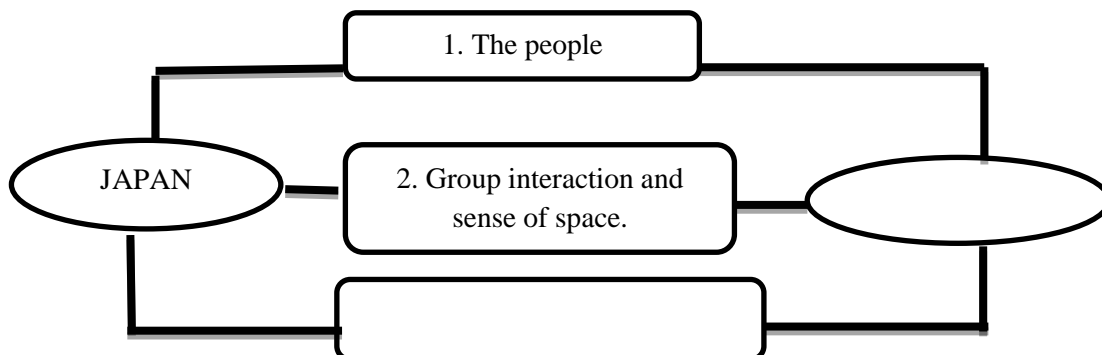 1. The people
JAPAN
2. Group interaction and
sense of space.